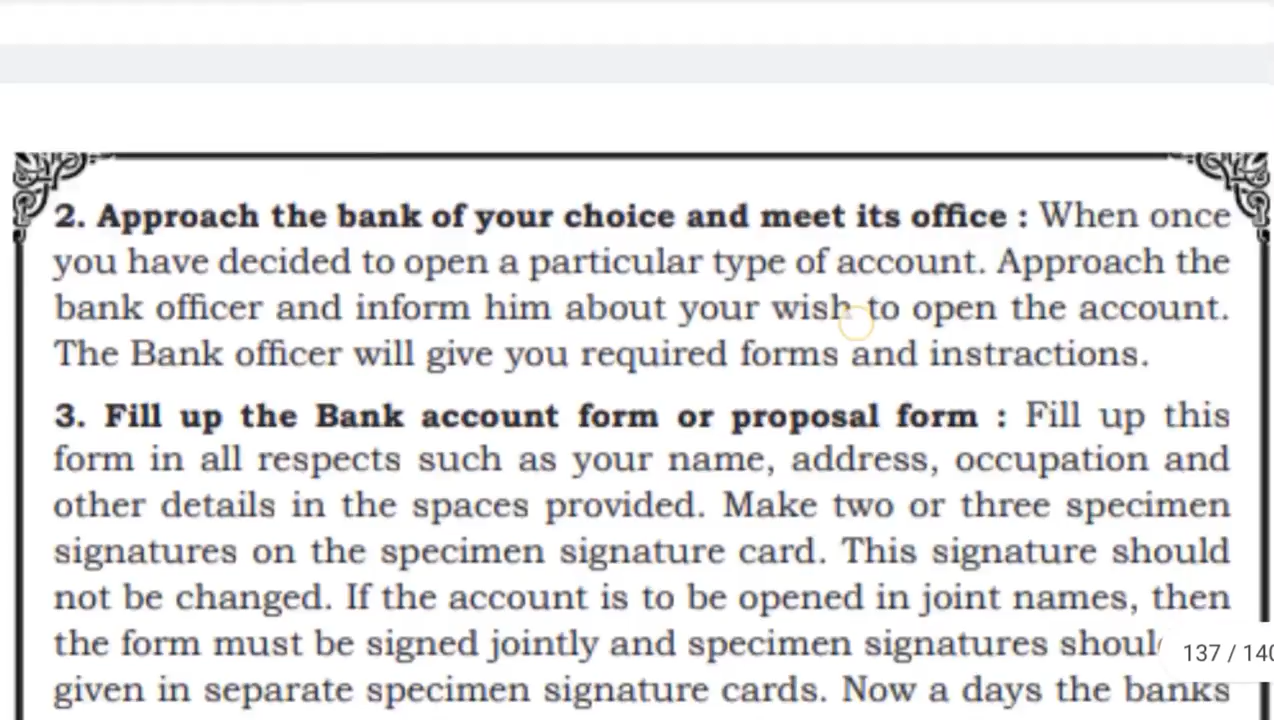 2. Approach the bank of your choice and meet its office : When once
you have decided to open a particular type of account. Approach the
bank officer and inform him about your wish to open the account.
The Bank officer will give you required forms and instractions.
3. Fill up the Bank account form or proposal form : Fill up this
form in all respects such as your name, address, occupation and
other details in the spaces provided. Make two or three specimen
signatures on the specimen signature card. This signature should
not be changed. If the account is to be opened in joint names, then
the form must be signed jointly and specimen signatures shoul
137 / 140
given in separate specimen signature cards. Now a days the banks